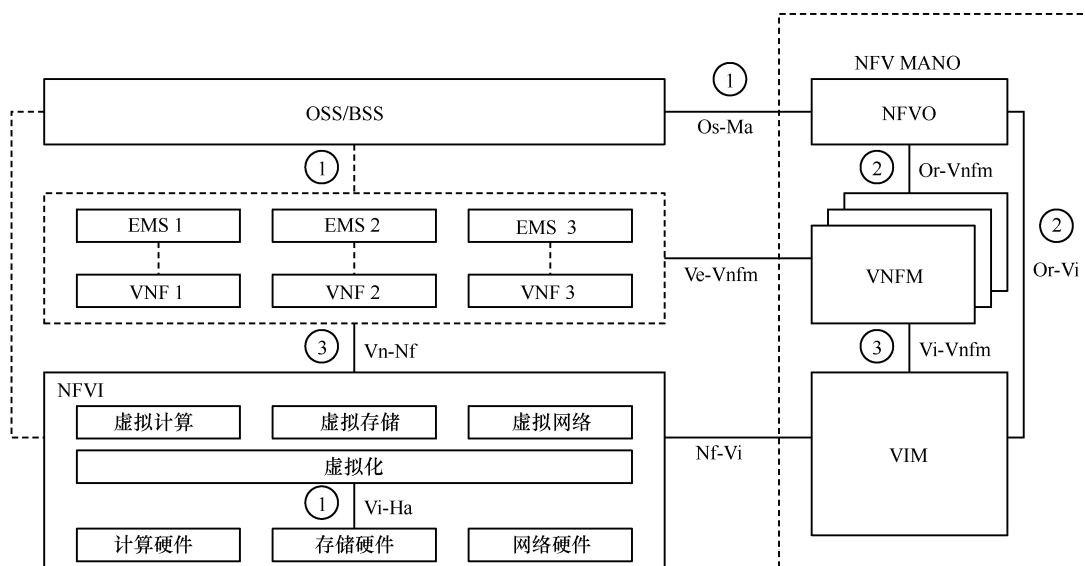 NFV MANO
①
OSS/BSS
Os-Ma
NFVO
①
②
Or-Vnfm
EMS 1
EMS 2
EMS 3
②
Ve-Vnfm
Or-Vi
VNF 1
VNF 2
VNF 3
VNFM
③
Vn-Nf
③
Vi-Vnfm
NFVI
虚拟计算
虚拟存储
虚拟网络
Nf-Vi
VIM
虚拟化
①
Vi-Ha
计算硬件
存储硬件
网络硬件